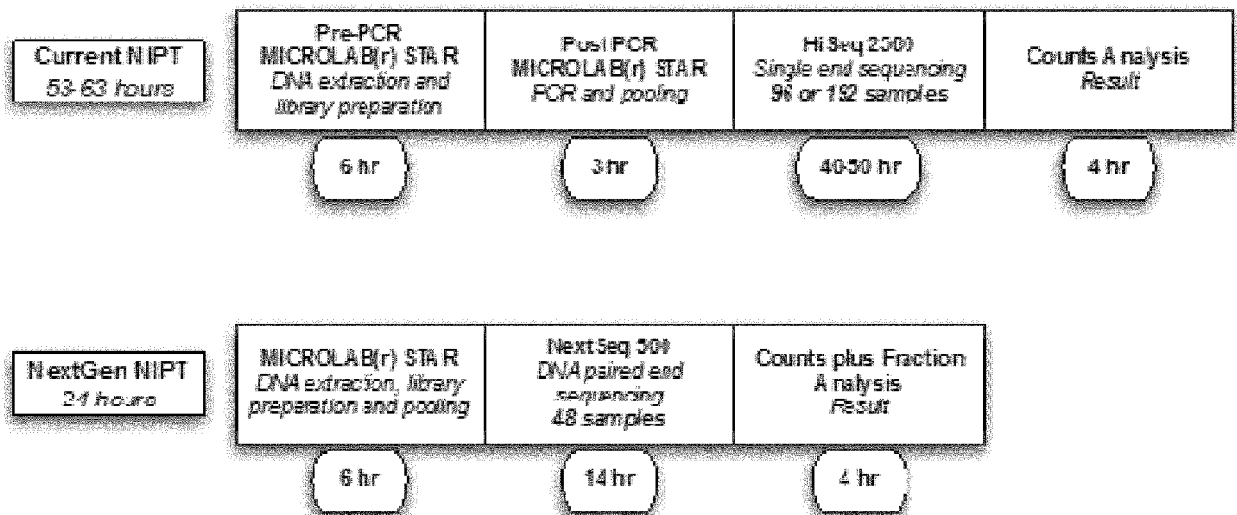 Current NIPT
53-63 hours
Pre-PCR
MICROLAB(r) STAR
DNA extraction and
library preparation
Post PCR
MICROLAB(r) STAR
PCR and pooling
HiSeq 2500
Single end sequencing
96 or 192 samples
Counts Analysis
Result
6 hr
3 hr
40-50 hr
4 hr
NextGen NIPT
24 hours
MICROLAB(r) STAR
DNA extraction, library
preparation and pooling
NextSeq 500
DNA paired end
sequencing
48 samples
Counts plus Fraction
Analysis
Result
6 hr
14 hr
4 hr